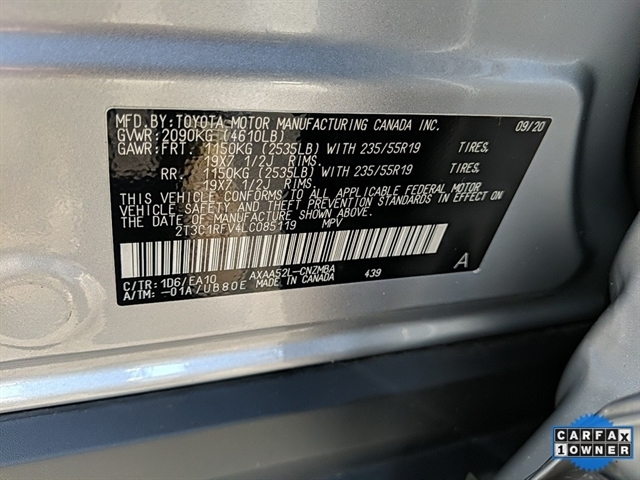 MFD.BY:TOYOTA MOTOR MANUFACTURING CANADA INC. 09/20
GVWR:2090KG (4610LB)
GAWR:FRT. 1150KG (2535LB) WITH 235/55R19 TIRES.
19X7 1/2J RIMS.
RR. 1150KG (2535LB) WITH 235/55R19 TIRES.
19X7 1/2J RIMS.
THIS VEHICLE CONFORMS TO ALL APPLICABLE FEDERAL MOTOR
VEHICLE SAFETY AND THEFT PREVENTION STANDARDS IN EFFECT ON
THE DATE OF MANUFACTURE SHOWN ABOVE.
2T3C1RFV4LC085119 MPV
C/TR:1D6/EA10 AXAA52L-CNZMBA 439 A
A/TM:-01A/UB80E MADE IN CANADA
CARFAX
1 OWNER